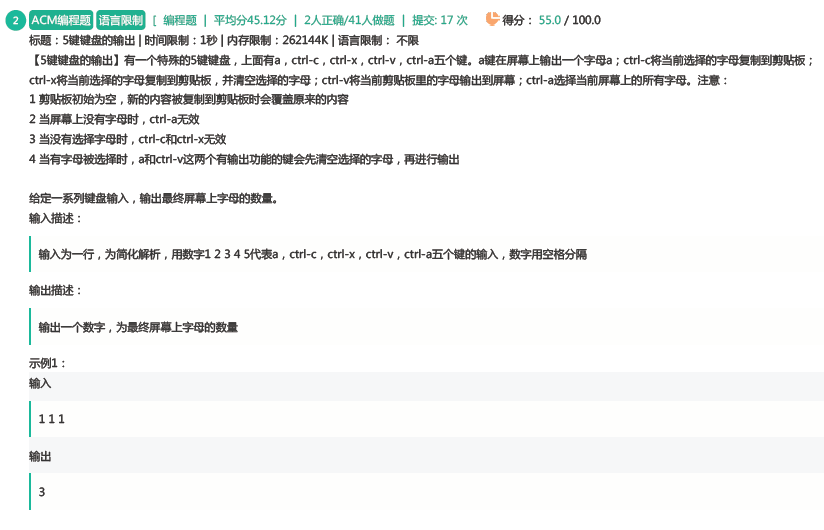 2 ACM编程题 语言限制 [ 编程题 | 平均分45.12分 | 2人正确/41人做题 | 提交: 17 次 得分： 55.0 / 100.0
标题：5键键盘的输出 | 时间限制：1秒 | 内存限制：262144K | 语言限制： 不限
【5键键盘的输出】有一个特殊的5键键盘，上面有a，ctrl-c，ctrl-x，ctrl-v，ctrl-a五个键。a键在屏幕上输出一个字母a；ctrl-c将当前选择的字母复制到剪贴板；
ctrl-x将当前选择的字母复制到剪贴板，并清空选择的字母；ctrl-v将当前剪贴板里的字母输出到屏幕；ctrl-a选择当前屏幕上的所有字母。注意：
1 剪贴板初始为空，新的内容被复制到剪贴板时会覆盖原来的内容
2 当屏幕上没有字母时，ctrl-a无效
3 当没有选择字母时，ctrl-c和ctrl-x无效
4 当有字母被选择时，a和ctrl-v这两个有输出功能的键会先清空选择的字母，再进行输出
给定一系列键盘输入，输出最终屏幕上字母的数量。
输入描述：
输入为一行，为简化解析，用数字1 2 3 4 5代表a，ctrl-c，ctrl-x，ctrl-v，ctrl-a五个键的输入，数字用空格分隔
输出描述：
输出一个数字，为最终屏幕上字母的数量
示例1：
输入
1 1 1
输出
3